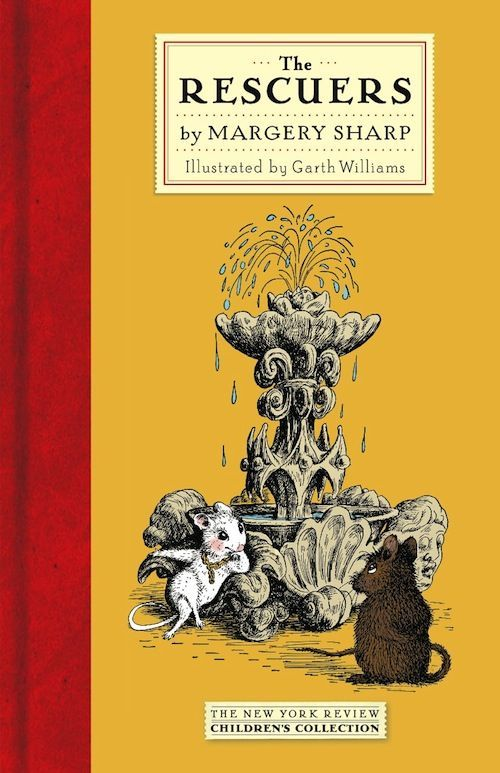 The
RESCUERS
by MARGERY SHARP
Illustrated by Garth Williams
THE NEW YORK REVIEW
CHILDREN'S COLLECTION